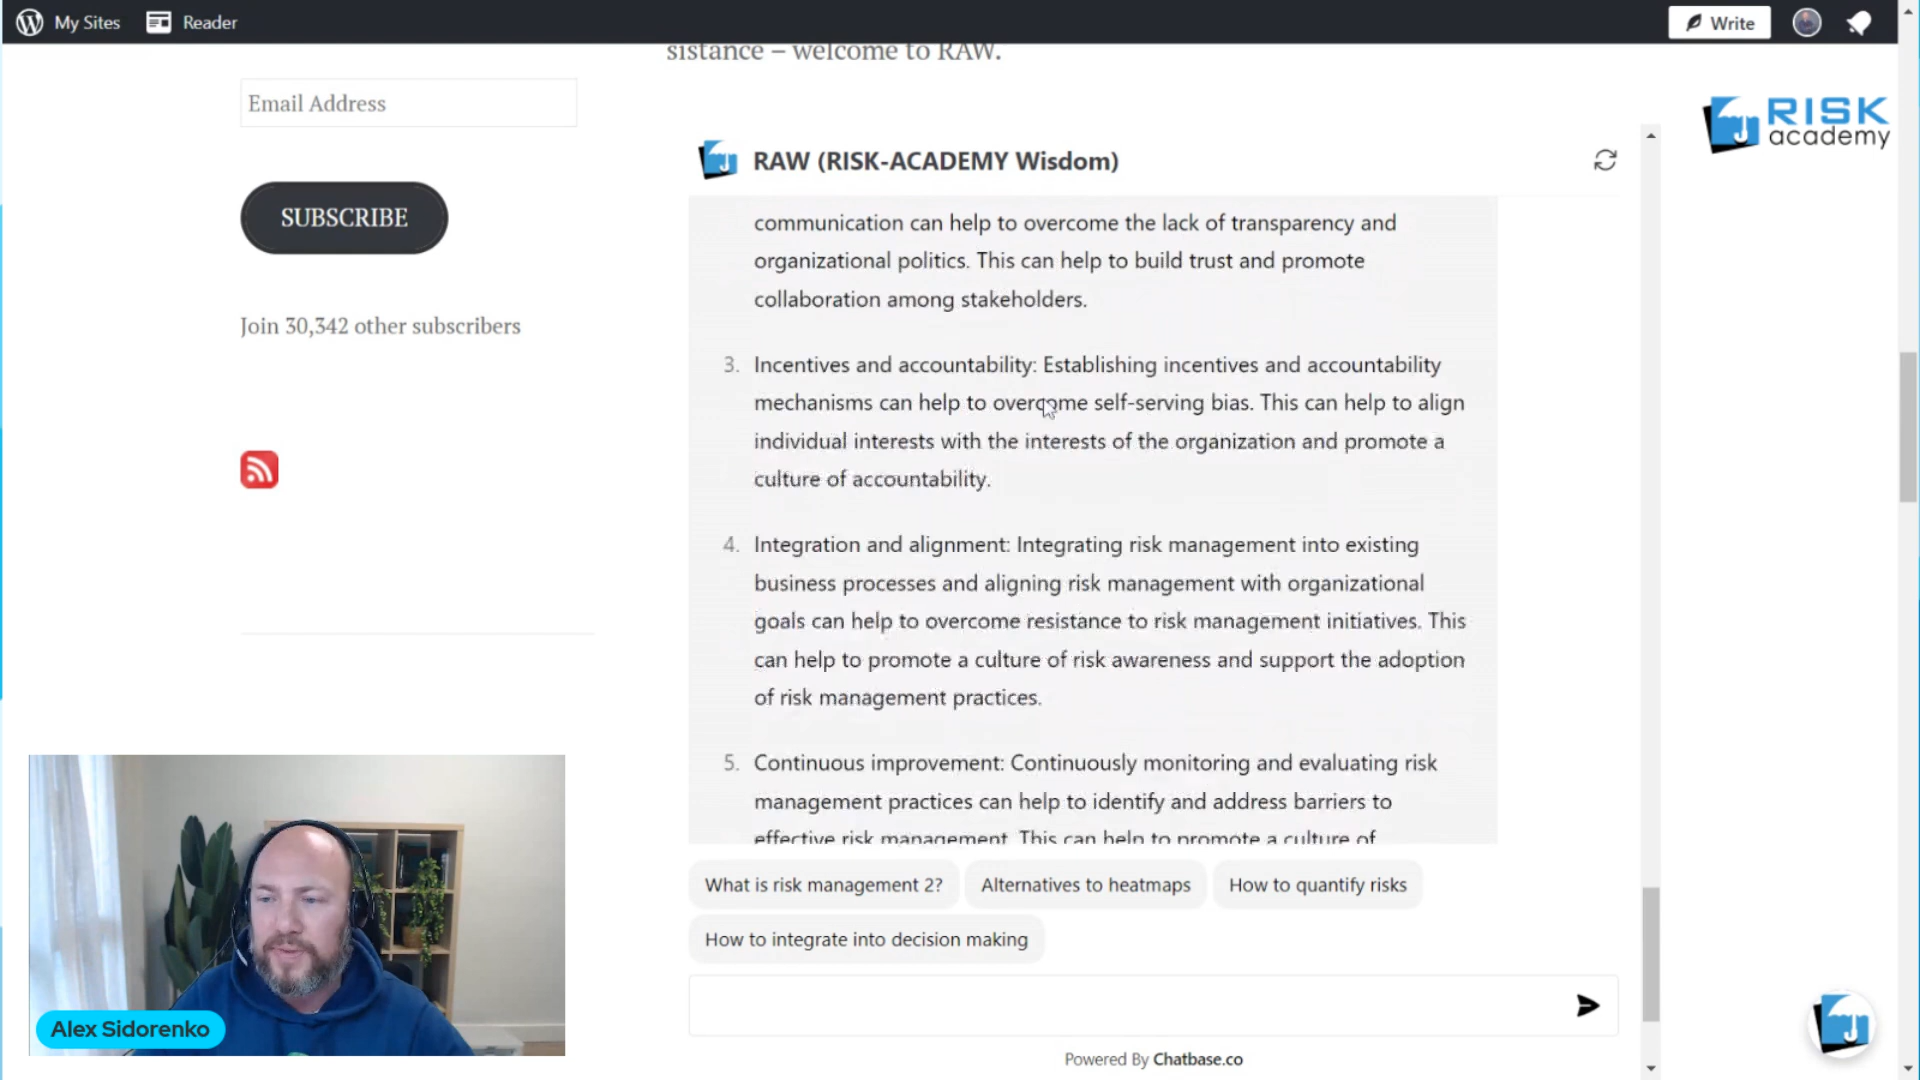 My Sites
Reader
Write
sistance – welcome to RAW.
Email Address
SUBSCRIBE
Join 30,342 other subscribers
RISK
academy
RAW (RISK-ACADEMY Wisdom)
communication can help to overcome the lack of transparency and
organizational politics. This can help to build trust and promote
collaboration among stakeholders.
3. Incentives and accountability: Establishing incentives and accountability
mechanisms can help to overcome self-serving bias. This can help to align
individual interests with the interests of the organization and promote a
culture of accountability.
4. Integration and alignment: Integrating risk management into existing
business processes and aligning risk management with organizational
goals can help to overcome resistance to risk management initiatives. This
can help to promote a culture of risk awareness and support the adoption
of risk management practices.
5. Continuous improvement: Continuously monitoring and evaluating risk
management practices can help to identify and address barriers to
effective risk management. This can help to promote a culture of
What is risk management 2?
Alternatives to heatmaps
How to quantify risks
How to integrate into decision making
Powered By Chatbase.co
Alex Sidorenko